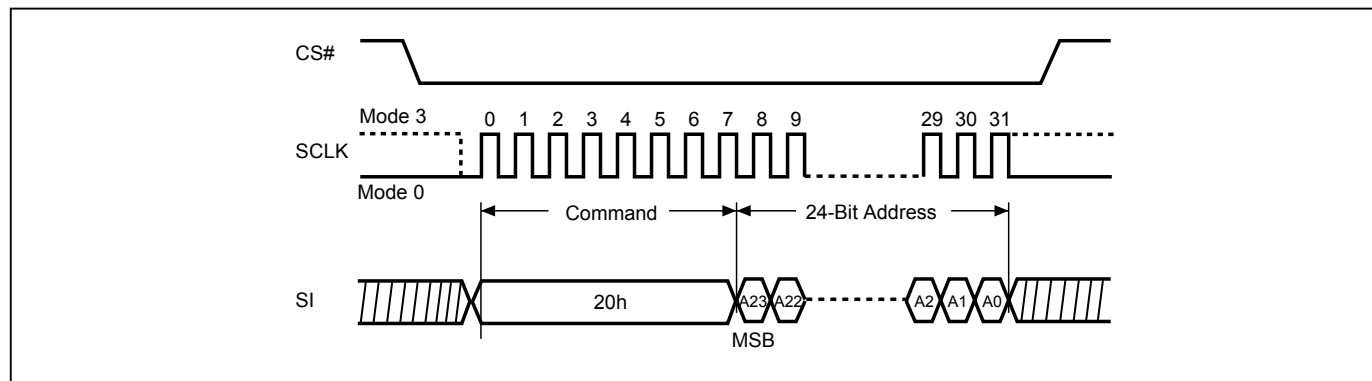 CS#
Mode 3
0 1 2 3 4 5 6 7 8 9 29 30 31
SCLK
Mode 0
Command 24-Bit Address
SI 20h A23 A22 A2 A1 A0
MSB